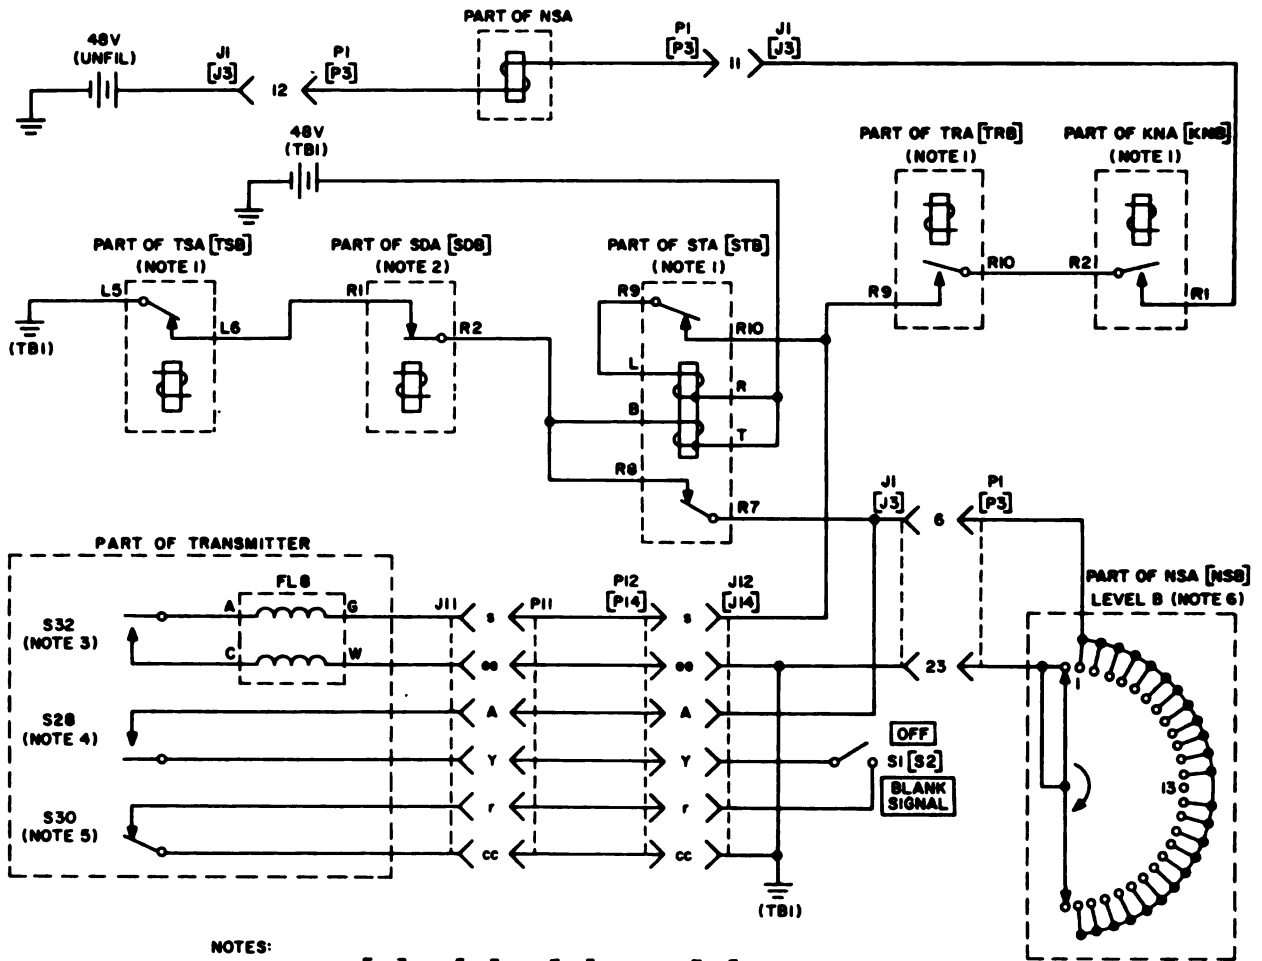 PART OF NSA
48V
(UNFIL)
J1
[J3]
12
P1
[P3]
P1
[P3]
11
J1
[J3]
48V
(TB1)
PART OF TRA [TRB]
(NOTE 1)
PART OF KNA [KNB]
(NOTE 1)
R9
R10
R2
R1
PART OF TSA [TSB]
(NOTE 1)
PART OF SDA [SDB]
(NOTE 2)
PART OF STA [STB]
(NOTE 1)
L5
L6
(TB1)
R1
R2
R9
R10
L
R
B
T
R8
R7
J1
[J3]
6
P1
[P3]
PART OF TRANSMITTER
PART OF NSA [NSB]
LEVEL B (NOTE 6)
FL8
A
G
C
W
S32
(NOTE 3)
S28
(NOTE 4)
S30
(NOTE 5)
J11
P11
P12
[P14]
J12
[J14]
s s
ee ee
A A
Y Y
r r
cc cc
23
1
13
OFF
S1 [S2]
BLANK
SIGNAL
(TB1)
NOTES: